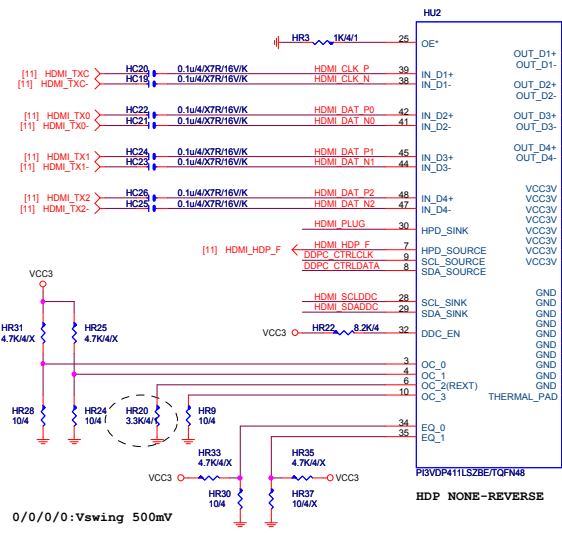 HU2
HR3 1K/4/1 25 OE*
OUT_D1+
OUT_D1-
[11] HDMI_TXC HC20 0.1u/4/X7R/16V/K HDMI_CLK_P 39 IN_D1+
[11] HDMI_TXC- HC19 0.1u/4/X7R/16V/K HDMI_CLK_N 38 IN_D1-
OUT_D2+
OUT_D2-
[11] HDMI_TX0 HC22 0.1u/4/X7R/16V/K HDMI_DAT_P0 42 IN_D2+ OUT_D3+
[11] HDMI_TX0- HC21 0.1u/4/X7R/16V/K HDMI_DAT_N0 41 IN_D2- OUT_D3-
OUT_D4+
[11] HDMI_TX1 HC24 0.1u/4/X7R/16V/K HDMI_DAT_P1 45 IN_D3+ OUT_D4-
[11] HDMI_TX1- HC23 0.1u/4/X7R/16V/K HDMI_DAT_N1 44 IN_D3-
VCC3V
[11] HDMI_TX2 HC26 0.1u/4/X7R/16V/K HDMI_DAT_P2 48 IN_D4+ VCC3V
[11] HDMI_TX2- HC25 0.1u/4/X7R/16V/K HDMI_DAT_N2 47 IN_D4- VCC3V
VCC3V
HDMI_PLUG 30 HPD_SINK VCC3V
VCC3V
[11] HDMI_HDP_F HDMI_HDP_F 7 HPD_SOURCE VCC3V
DDPC_CTRLCLK 9 SCL_SOURCE VCC3V
DDPC_CTRLDATA 8 SDA_SOURCE
VCC3
GND
HDMI_SCLDDC 28 SCL_SINK GND
HDMI_SDADDC 29 SDA_SINK GND
HR31 HR25
4.7K/4/X 4.7K/4/X
GND
VCC3 HR22 8.2K/4 32 DDC_EN GND
GND
GND
3 OC_0 GND
4 OC_1 GND
6 OC_2(REXT) GND
10 OC_3 THERMAL_PAD
HR28 HR24 HR20 HR9
10/4 10/4 3.3K/4/1 10/4
34 EQ_0
35 EQ_1
HR33 HR35
4.7K/4/X 4.7K/4/X
VCC3 VCC3
PI3VDP411LSZBE/TQFN48
HR30 HR37
10/4 10/4/X
HDP NONE-REVERSE
0/0/0/0:Vswing 500mV